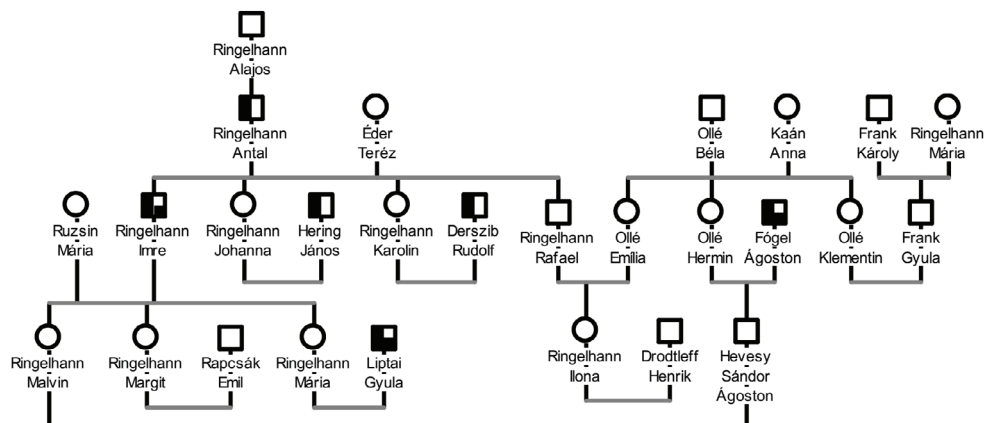 Ringelhann
Alajos
Ringelhann
Antal
Éder
Teréz
Ollé
Béla
Kaán
Anna
Frank
Károly
Ringelhann
Mária
Ruzsin
Mária
Ringelhann
Imre
Ringelhann
Johanna
Hering
János
Ringelhann
Karolin
Derszib
Rudolf
Ringelhann
Rafael
Ollé
Emília
Ollé
Hermin
Fógel
Ágoston
Ollé
Klementin
Frank
Gyula
Ringelhann
Malvin
Ringelhann
Margit
Rapcsák
Emil
Ringelhann
Mária
Liptai
Gyula
Ringelhann
Ilona
Drodtleff
Henrik
Hevesy
Sándor
Ágoston